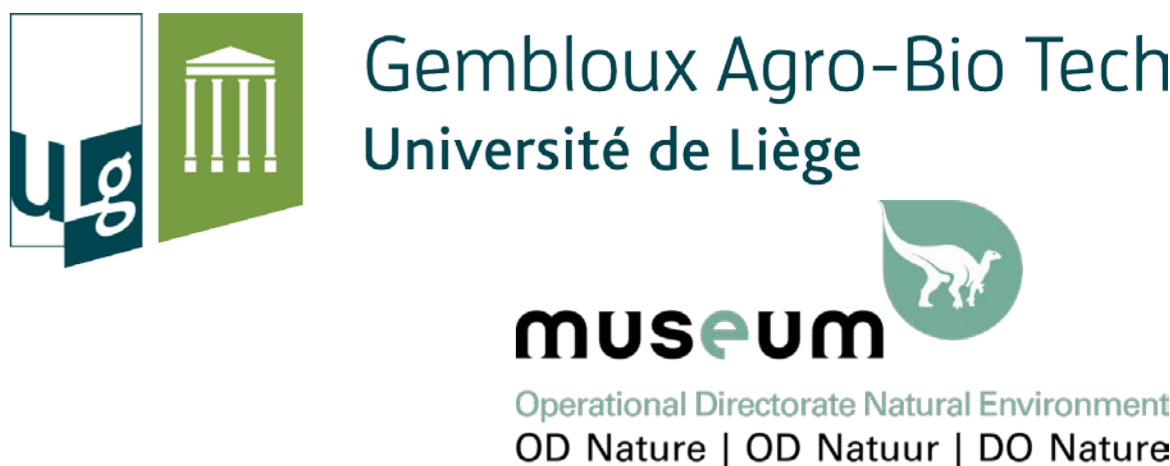 ULg
Gembloux Agro-Bio Tech
Université de Liège
museum
Operational Directorate Natural Environment
OD Nature | OD Natuur | DO Nature